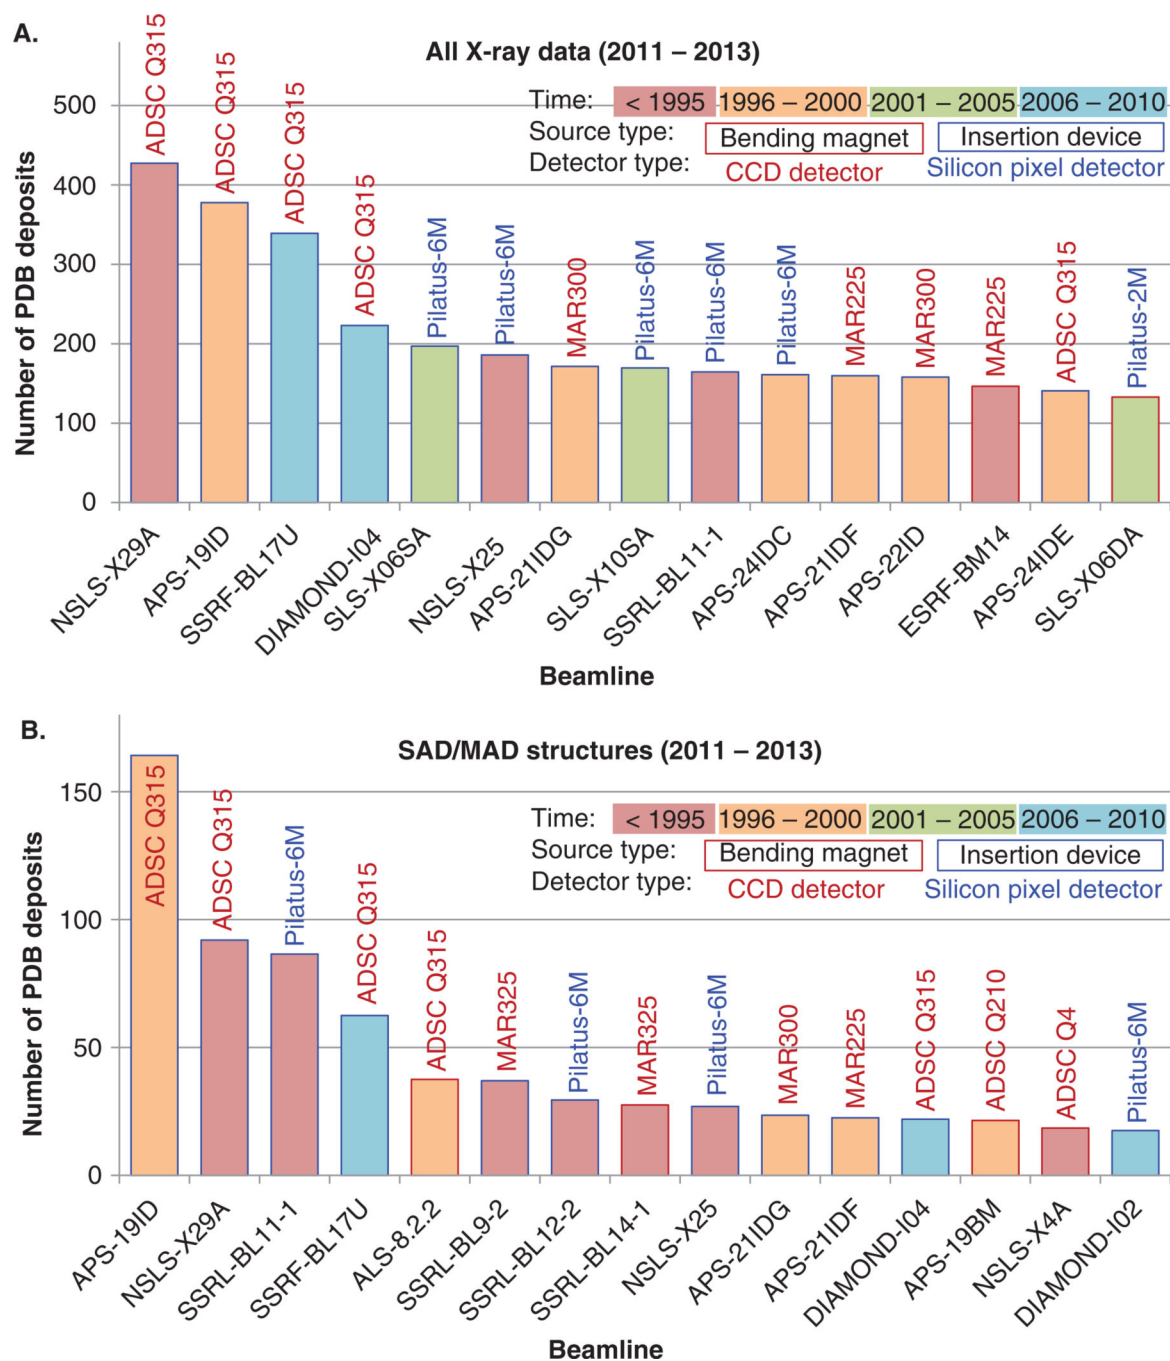 A.
All X-ray data (2011 – 2013)
Time: < 1995 1996 – 2000 2001 – 2005 2006 – 2010
Source type: Bending magnet Insertion device
Detector type: CCD detector Silicon pixel detector
Number of PDB deposits
500
400
300
200
100
0
ADSC Q315
ADSC Q315
ADSC Q315
ADSC Q315
Pilatus-6M
Pilatus-6M
MAR300
Pilatus-6M
Pilatus-6M
Pilatus-6M
MAR225
MAR300
MAR225
ADSC Q315
Pilatus-2M
NSLS-X29A
APS-19ID
SSRF-BL17U
DIAMOND-I04
SLS-X06SA
NSLS-X25
APS-21IDG
SLS-X10SA
SSRL-BL11-1
APS-24IDC
APS-21IDF
APS-22ID
ESRF-BM14
APS-24IDE
SLS-X06DA
Beamline
B.
SAD/MAD structures (2011 – 2013)
Time: < 1995 1996 – 2000 2001 – 2005 2006 – 2010
Source type: Bending magnet Insertion device
Detector type: CCD detector Silicon pixel detector
Number of PDB deposits
150
100
50
0
ADSC Q315
ADSC Q315
Pilatus-6M
ADSC Q315
ADSC Q315
MAR325
Pilatus-6M
MAR325
Pilatus-6M
MAR300
MAR225
ADSC Q315
ADSC Q210
ADSC Q4
Pilatus-6M
APS-19ID
NSLS-X29A
SSRL-BL11-1
SSRF-BL17U
ALS-8.2.2
SSRL-BL9-2
SSRL-BL12-2
SSRL-BL14-1
NSLS-X25
APS-21IDG
APS-21IDF
DIAMOND-I04
APS-19BM
NSLS-X4A
DIAMOND-I02
Beamline